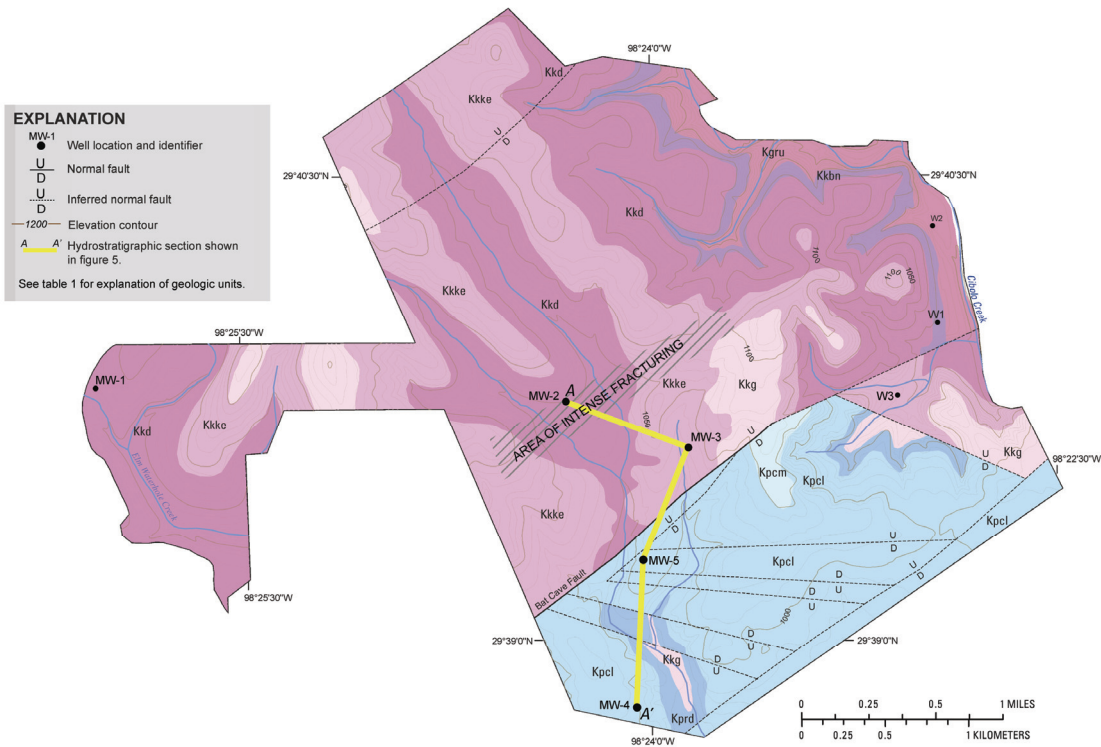 EXPLANATION
MW-1
Well location and identifier
U
D
Normal fault
U
D
Inferred normal fault
1200
Elevation contour
A A'
Hydrostratigraphic section shown
in figure 5.
See table 1 for explanation of geologic units.
98°24'0"W
Kkd
Kkke
U
D
Kgru
Kkbn
29°40'30"N
29°40'30"N
Kkd
W2
1100
1100
1050
Cibolo Creek
Kkke
Kkd
W1
98°25'30"W
1100
MW-1
MW-2
A
AREA OF INTENSE FRACTURING
Kkke
Kkg
W3
Kkd
Kkke
1050
MW-3
U
D
Kkg
98°22'30"W
Elm Waterhole Creek
Kpcm
Kpcl
U
D
Kkke
U
D
Kpcl
U
D
MW-5
Kpcl
U
D
U
D
D
U
Bat Cave Fault
98°25'30"W
1000
D
U
29°39'0"N
29°39'0"N
Kpcl
Kkg
D
U
MW-4
A'
Kprd
98°24'0"W
0 0.25 0.5 1 MILES
0 0.25 0.5 1 KILOMETERS